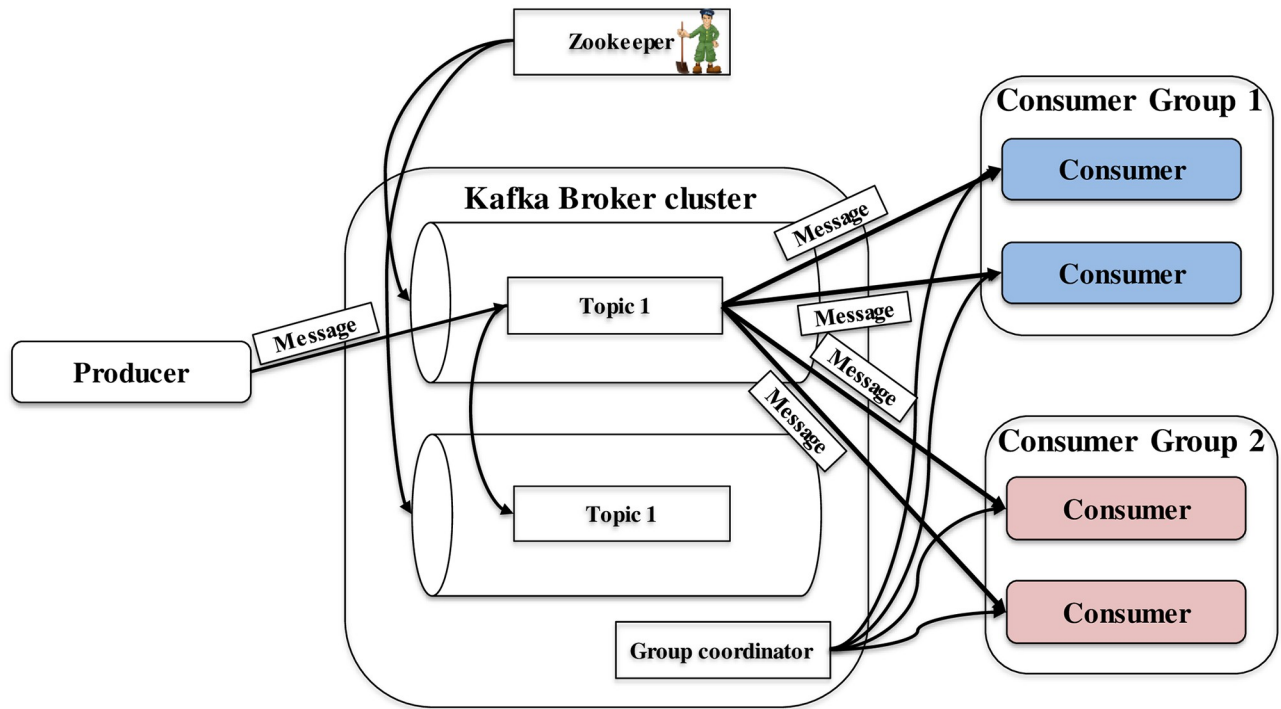 Zookeeper
Consumer Group 1
Consumer
Consumer
Kafka Broker cluster
Message
Message
Message
Message
Message
Topic 1
Producer
Topic 1
Consumer Group 2
Consumer
Consumer
Group coordinator